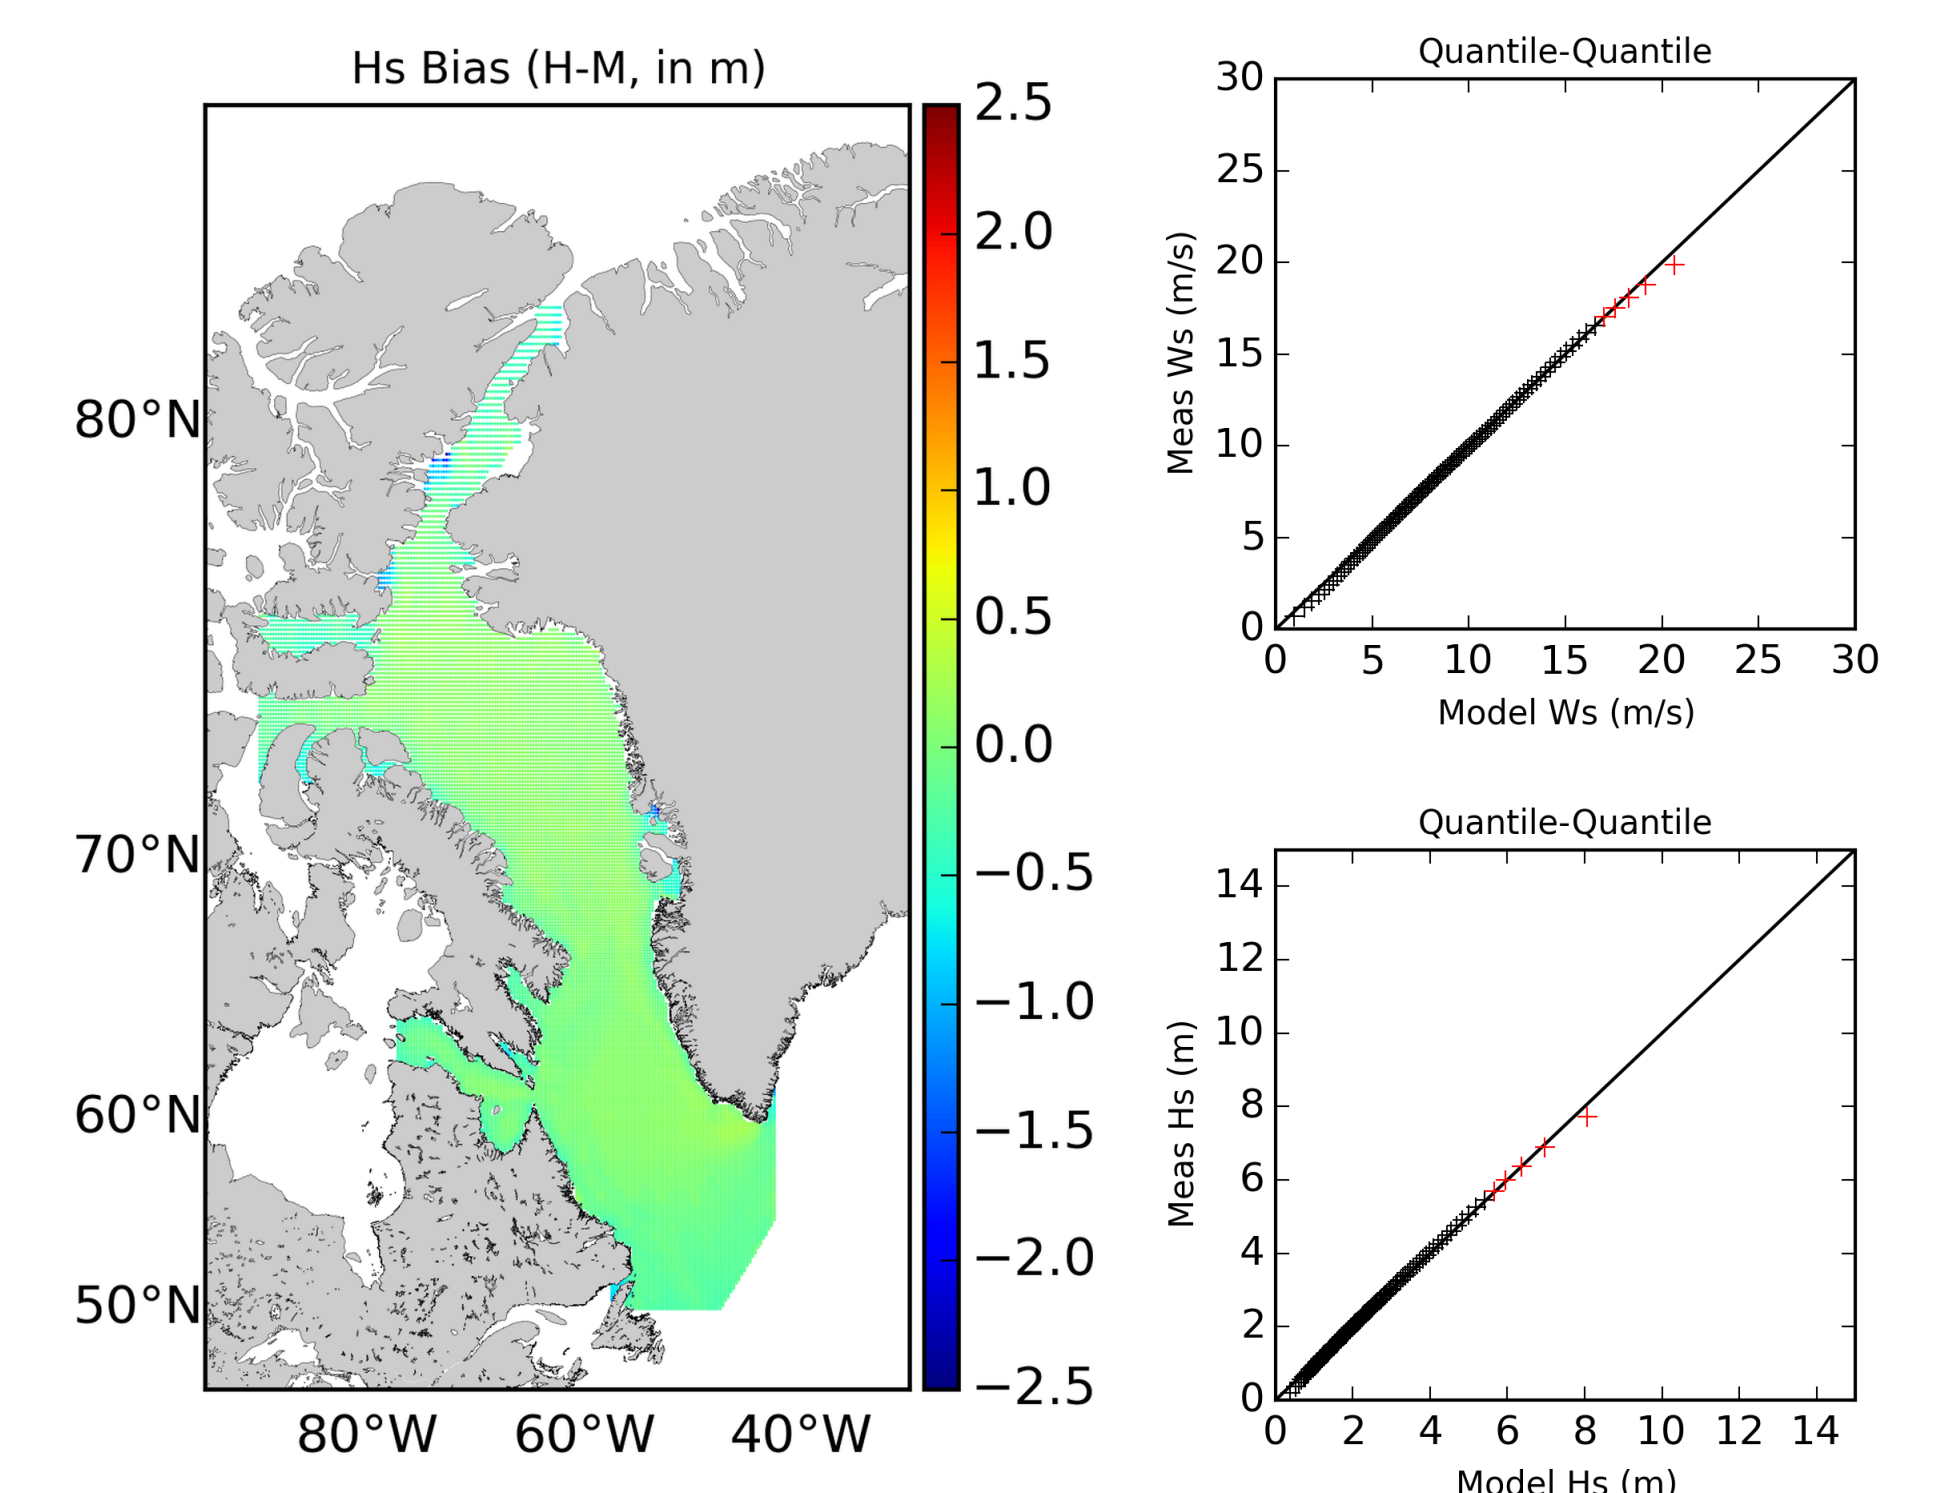 Hs Bias (H-M, in m)
80°N
70°N
60°N
50°N
80°W 60°W 40°W
2.5
2.0
1.5
1.0
0.5
0.0
−0.5
−1.0
−1.5
−2.0
−2.5
Quantile-Quantile
Meas Ws (m/s)
30
25
20
15
10
5
0
0 5 10 15 20 25 30
Model Ws (m/s)
Quantile-Quantile
Meas Hs (m)
14
12
10
8
6
4
2
0
0 2 4 6 8 10 12 14
Model Hs (m)